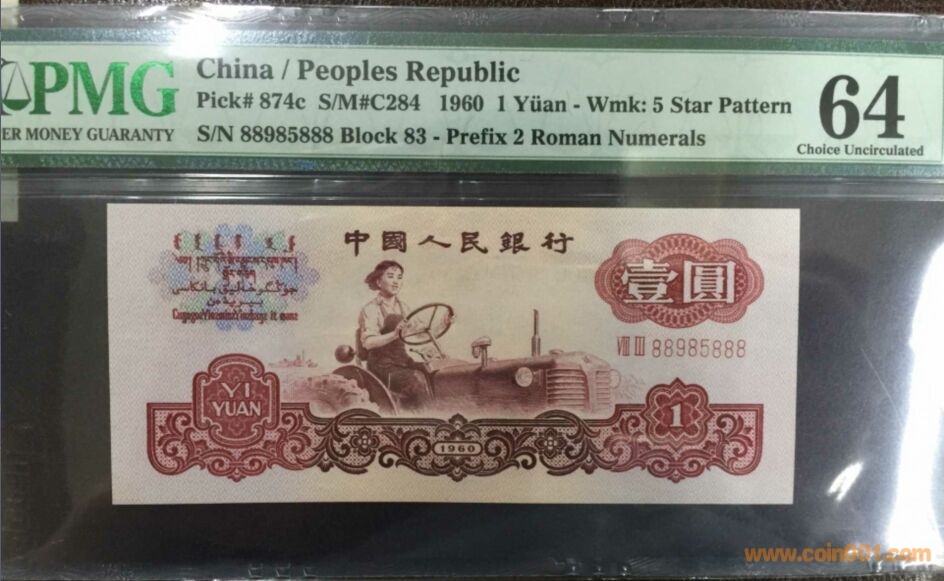 PMG
ER MONEY GUARANTY
China / Peoples Republic
Pick# 874c S/M#C284 1960 1 Yüan - Wmk: 5 Star Pattern
S/N 88985888 Block 83 - Prefix 2 Roman Numerals
64
Choice Uncirculated
中國人民銀行
壹圓
VIII III 88985888
YI
YUAN
1
1960
www.coin001.com